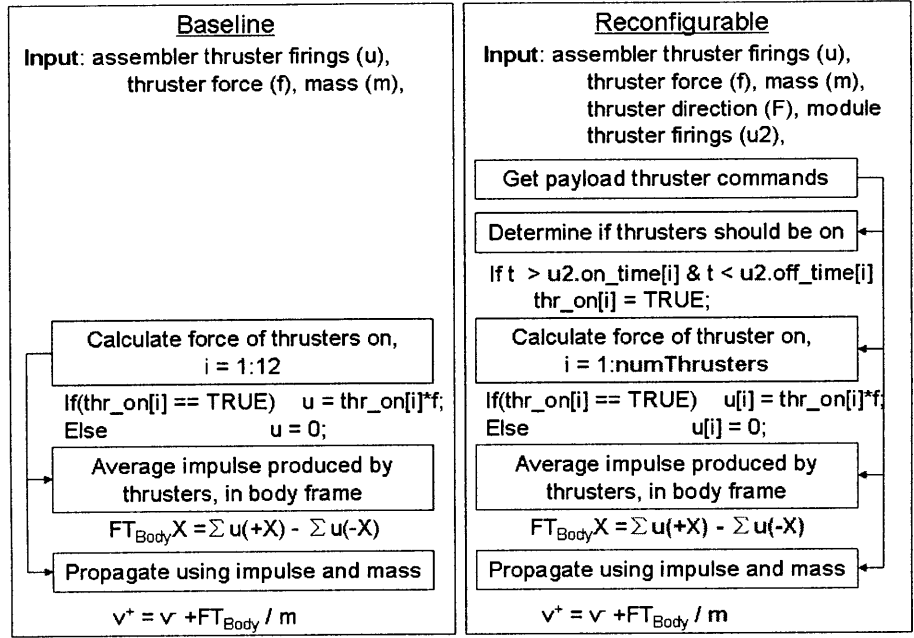 Baseline
Input: assembler thruster firings (u),
thruster force (f), mass (m),
Calculate force of thrusters on,
i = 1:12
If(thr_on[i] == TRUE) u = thr_on[i]*f;
Else u = 0;
Average impulse produced by
thrusters, in body frame
FT_Body X = Σ u(+X) - Σ u(-X)
Propagate using impulse and mass
v⁺ = v⁻ +FT_Body / m
Reconfigurable
Input: assembler thruster firings (u),
thruster force (f), mass (m),
thruster direction (F), module
thruster firings (u2),
Get payload thruster commands
Determine if thrusters should be on
If t > u2.on_time[i] & t < u2.off_time[i]
thr_on[i] = TRUE;
Calculate force of thruster on,
i = 1:numThrusters
If(thr_on[i] == TRUE) u[i] = thr_on[i]*f;
Else u[i] = 0;
Average impulse produced by
thrusters, in body frame
FT_Body X = Σ u(+X) - Σ u(-X)
Propagate using impulse and mass
v⁺ = v⁻ +FT_Body / m